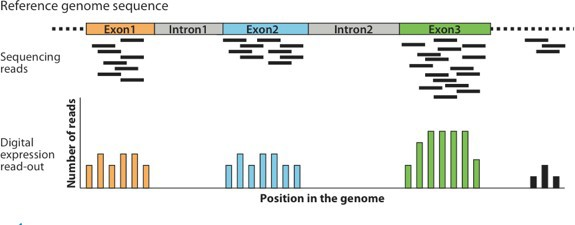 Reference genome sequence
Exon1 Intron1 Exon2 Intron2 Exon3
Sequencing
reads
Number of reads
Digital
expression
read-out
Position in the genome